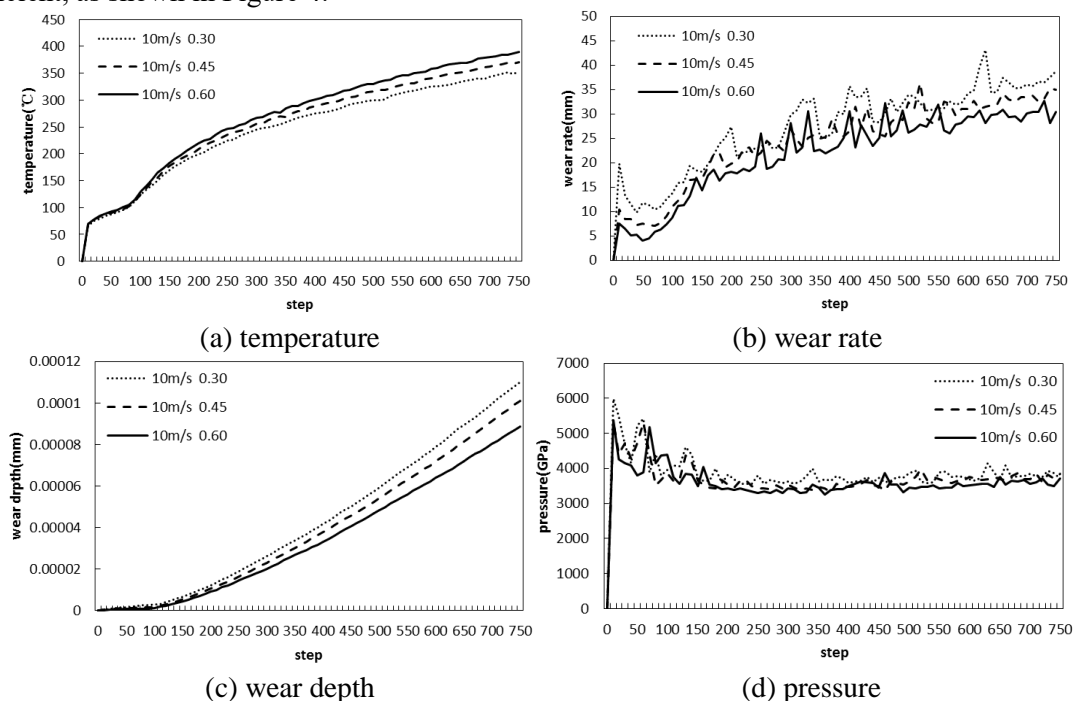 as shown in Figure
450
400
350
300
250
200
150
100
50
0
temperature(℃)
10m/s 0.30
10m/s 0.45
10m/s 0.60
0 50 100 150 200 250 300 350 400 450 500 550 600 650 700 750
step
(a) temperature
50
45
40
35
30
25
20
15
10
5
0
wear rate(mm)
10m/s 0.30
10m/s 0.45
10m/s 0.60
0 50 100 150 200 250 300 350 400 450 500 550 600 650 700 750
step
(b) wear rate
0.00012
0.0001
0.00008
0.00006
0.00004
0.00002
0
wear drpth(mm)
10m/s 0.30
10m/s 0.45
10m/s 0.60
0 50 100 150 200 250 300 350 400 450 500 550 600 650 700 750
step
(c) wear depth
7000
6000
5000
4000
3000
2000
1000
0
pressure(GPa)
10m/s 0.30
10m/s 0.45
10m/s 0.60
0 50 100 150 200 250 300 350 400 450 500 550 600 650 700 750
step
(d) pressure